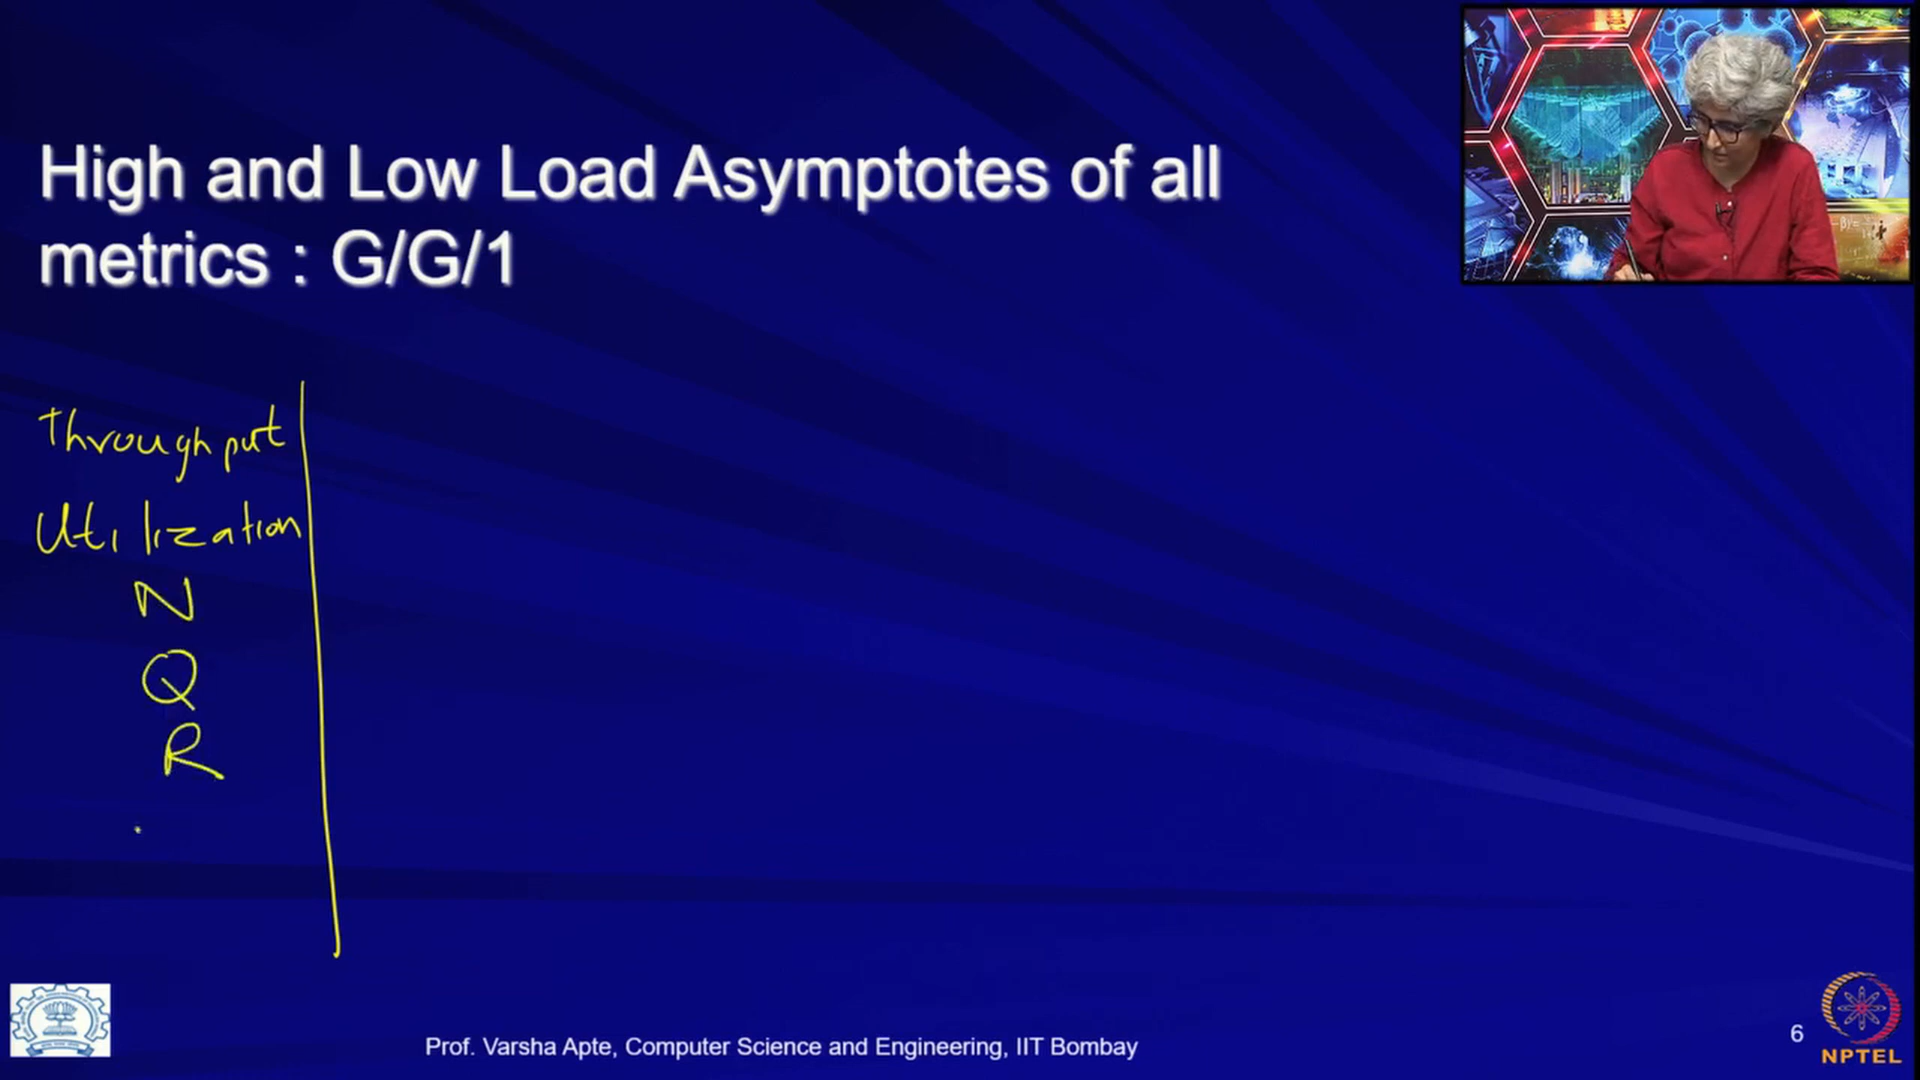 High and Low Load Asymptotes of all
metrics : G/G/1
Throughput
Utilization
N
Q
R
Prof. Varsha Apte, Computer Science and Engineering, IIT Bombay
6
NPTEL